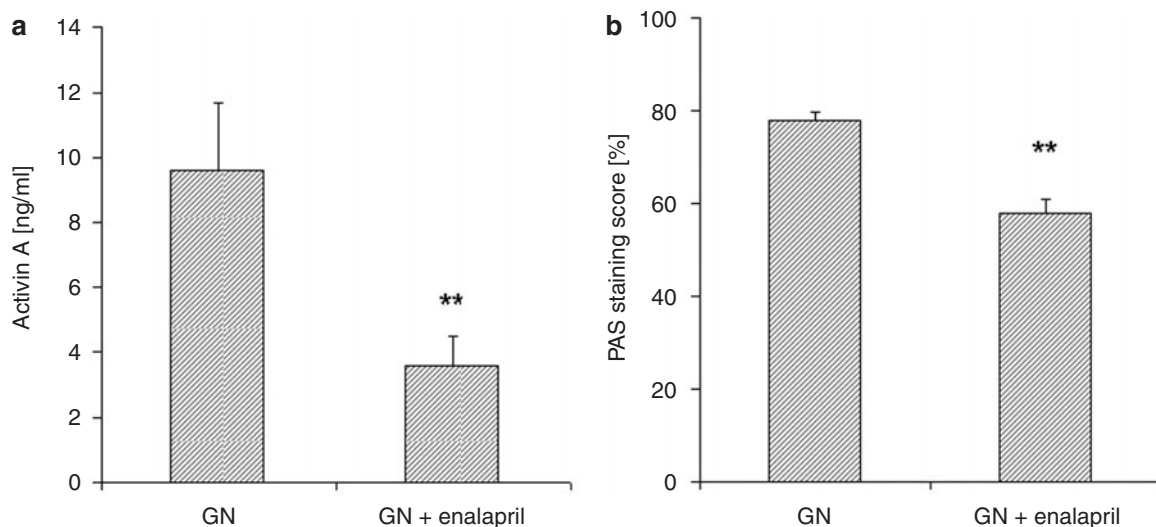 a
Activin A [ng/ml]
14
12
10
8
6
4
2
0
**
GN
GN + enalapril
b
PAS staining score [%]
100
80
60
40
20
0
**
GN
GN + enalapril